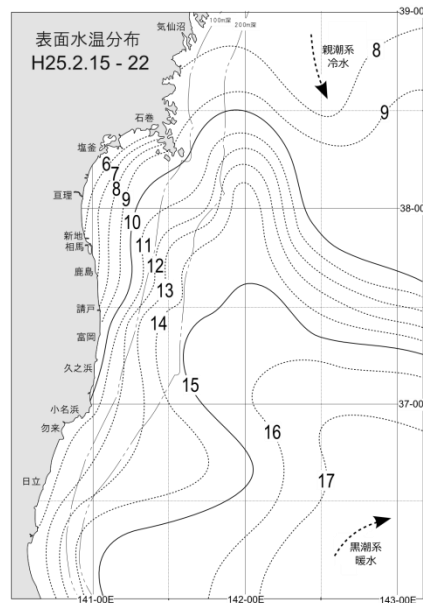 表面水温分布
H25.2.15 - 22
気仙沼
100m深
200m深
39-00
親潮系
冷水
8
9
石巻
塩釜
6
7
8
9
亘理
10
38-00
新地
相馬
11
12
鹿島
13
請戸
14
富岡
久之浜
15
37-00
小名浜
勿来
16
17
日立
黒潮系
暖水
141-00E
142-00E
143-00